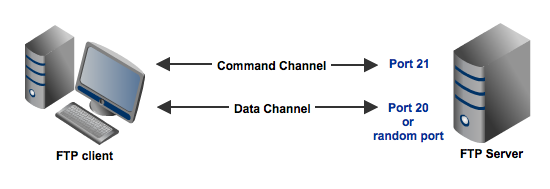 Command Channel
Port 21
Data Channel
Port 20
or
random port
FTP client
FTP Server